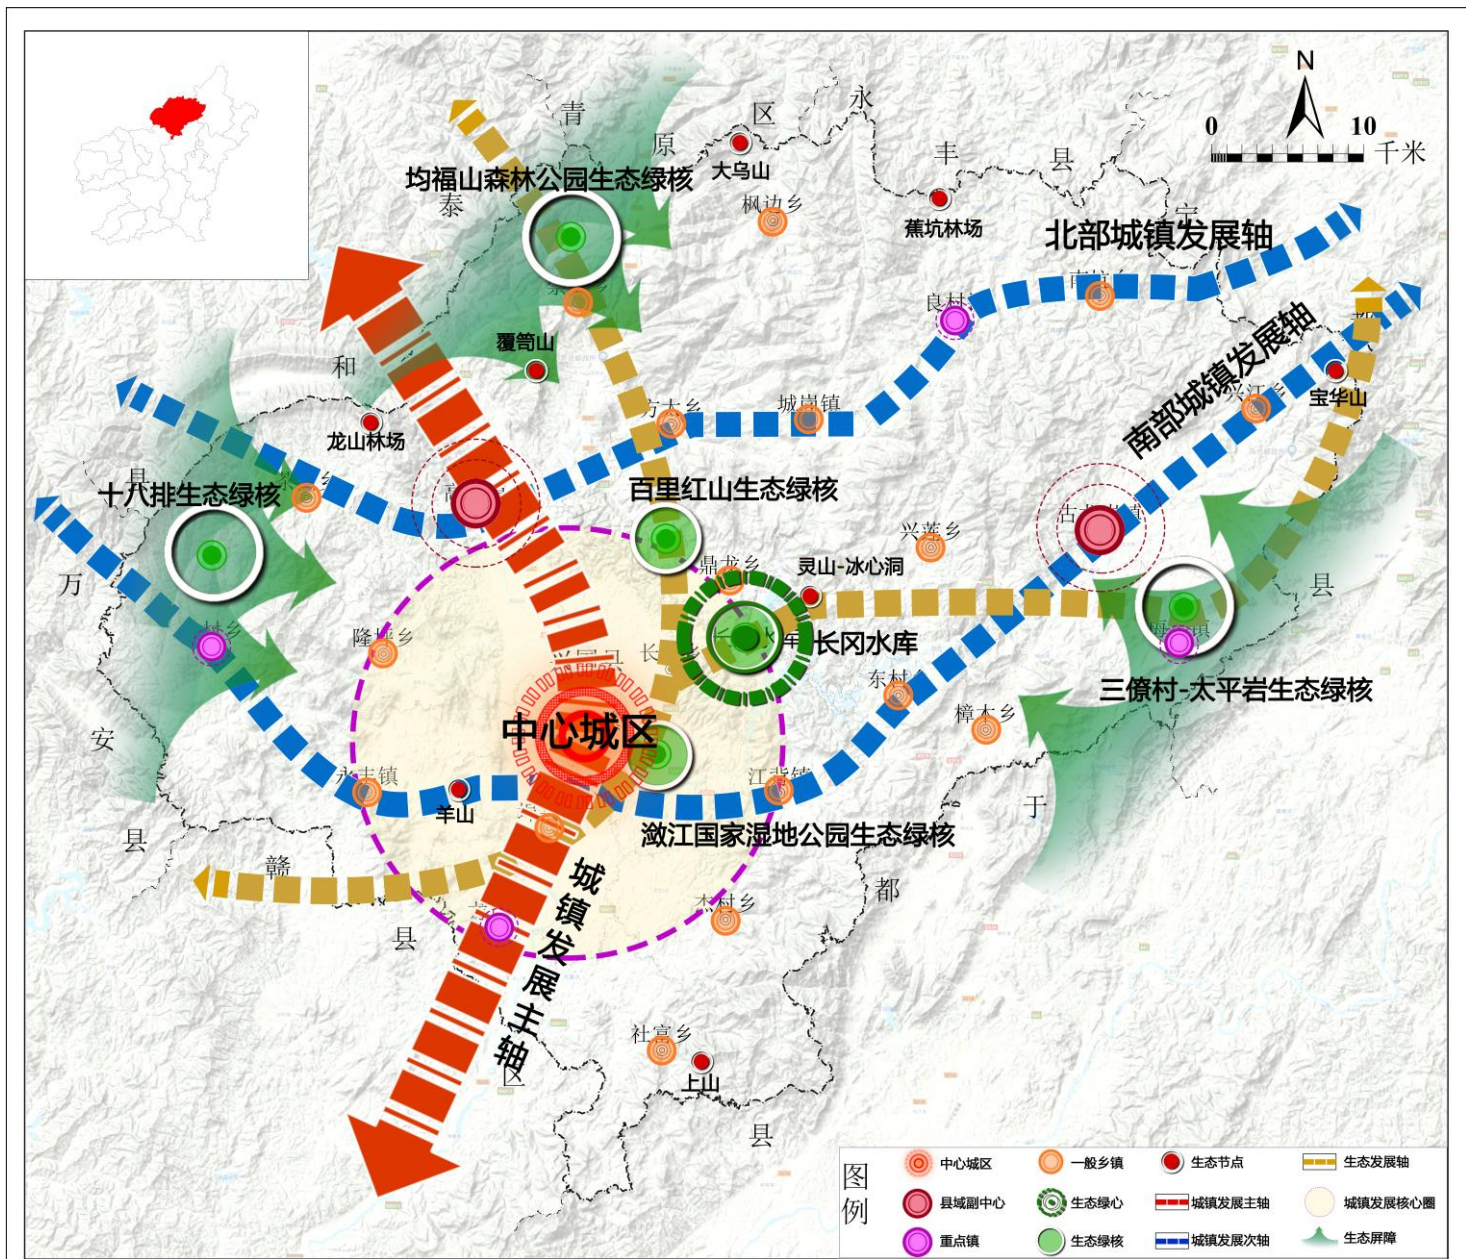 N
0 10
千米
青
原
区
永
丰
县
宁
大乌山
均福山森林公园生态绿核
泰
枫边乡
蕉坑林场
北部城镇发展轴
良村
覆笥山
和
南部城镇发展轴
兴江乡
宝华山
方太乡
城岗镇
龙山林场
县
十八排生态绿核
百里红山生态绿核
兴莲乡
鼎龙乡
灵山-冰心洞
万
县
隆坪乡
长冈水库
东村
三僚村-太平岩生态绿核
樟木乡
中心城区
安
永丰镇
羊山
江背镇
于
县
潋江国家湿地公园生态绿核
赣
都
县
杰村乡
城镇发展主轴
社富乡
上山
区
县
图例
中心城区
一般乡镇
生态节点
生态发展轴
县域副中心
生态绿心
城镇发展主轴
城镇发展核心圈
重点镇
生态绿核
城镇发展次轴
生态屏障